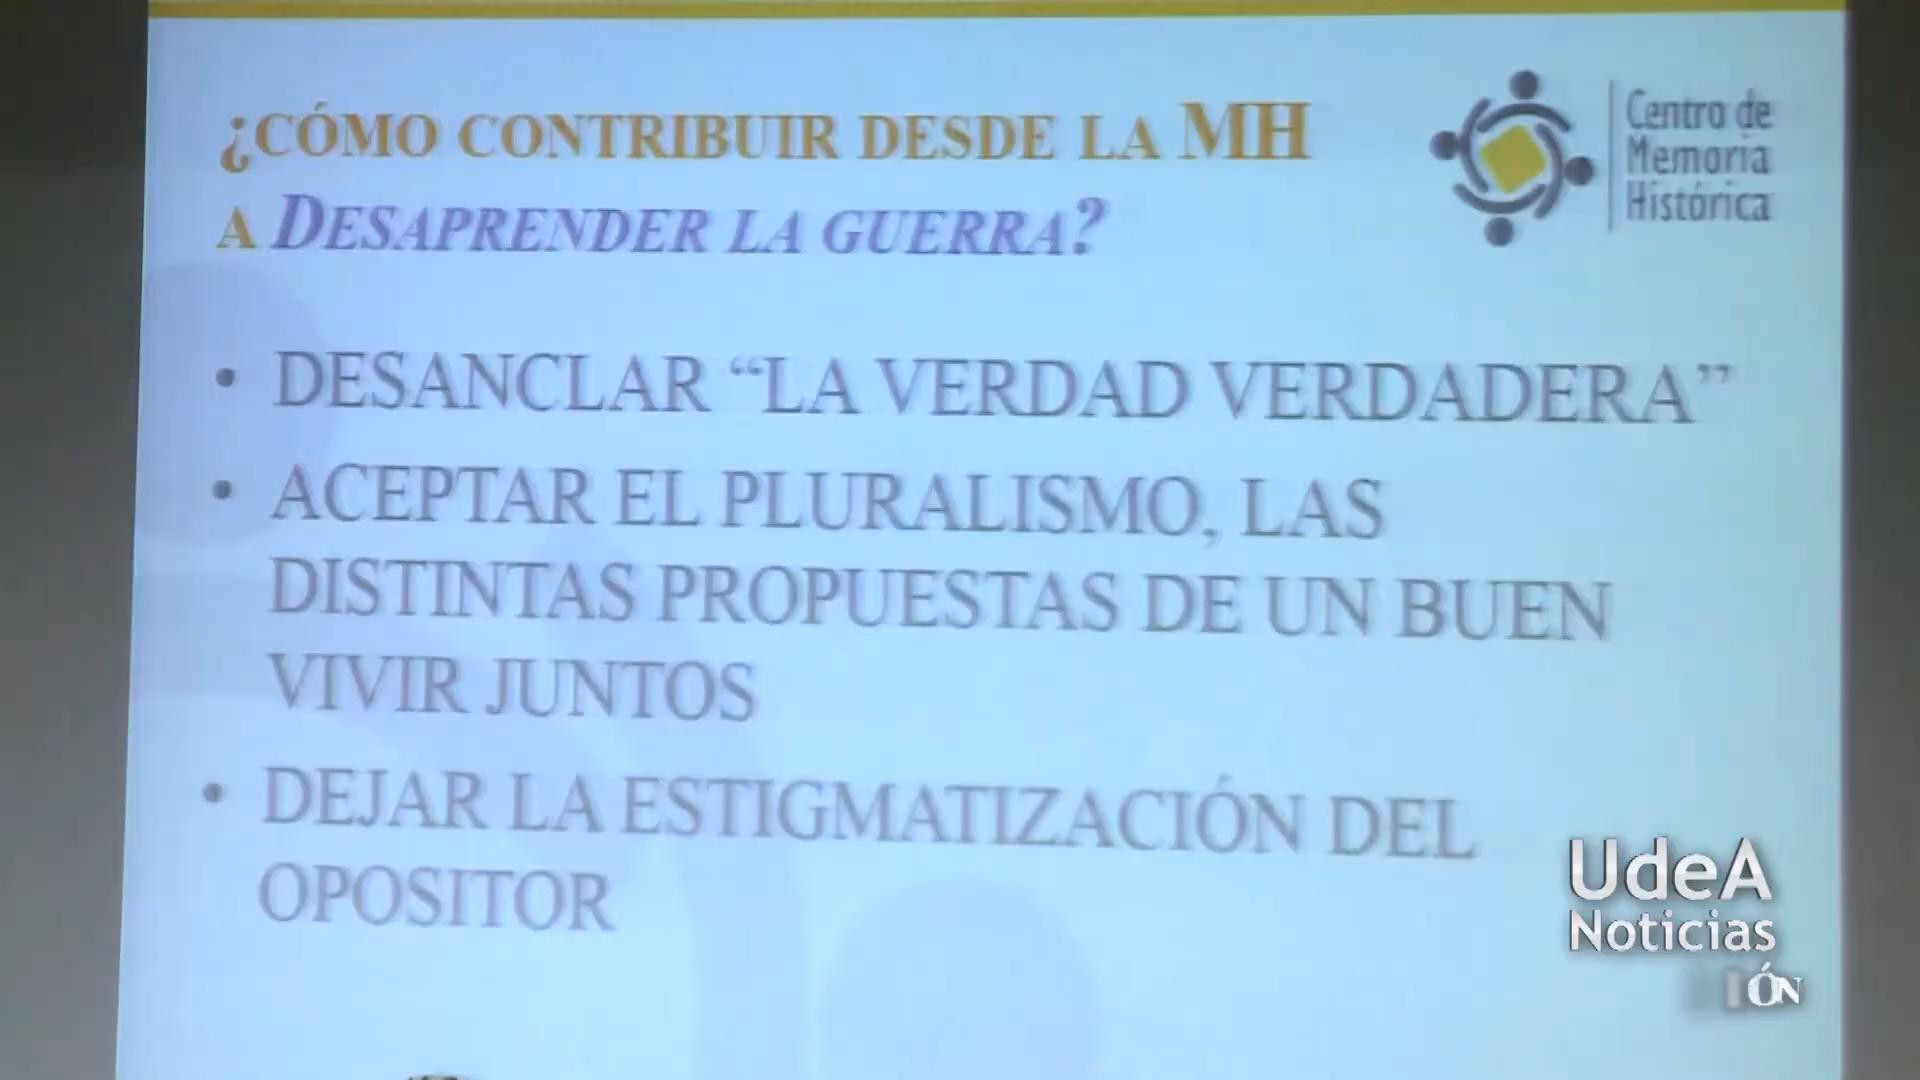 ¿CÓMO CONTRIBUIR DESDE LA MH
A DESAPRENDER LA GUERRA?
Centro de
Memoria
Histórica
• DESANCLAR “LA VERDAD VERDADERA”
• ACEPTAR EL PLURALISMO, LAS
DISTINTAS PROPUESTAS DE UN BUEN
VIVIR JUNTOS
• DEJAR LA ESTIGMATIZACIÓN DEL
OPOSITOR
UdeA
Noticias